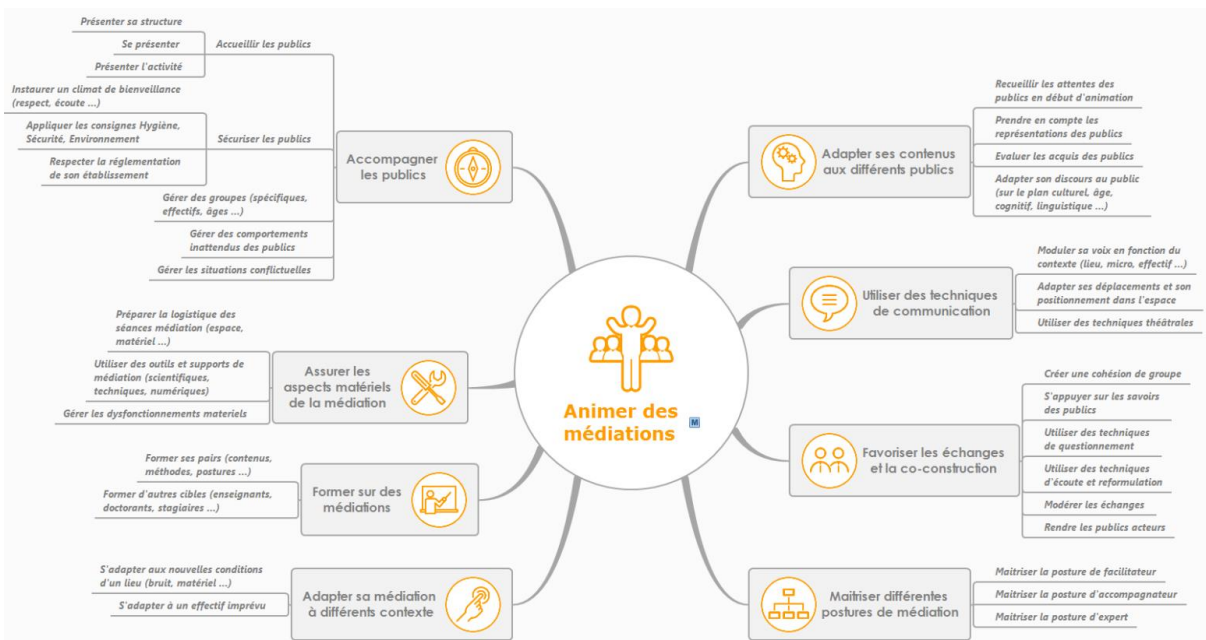 Présenter sa structure
Se présenter
Présenter l'activité
Accueillir les publics
Instaurer un climat de bienveillance
(respect, écoute ...)
Appliquer les consignes Hygiène,
Sécurité, Environnement
Respecter la réglementation
de son établissement
Sécuriser les publics
Gérer des groupes (spécifiques,
effectifs, âges ...)
Gérer des comportements
inattendus des publics
Gérer les situations conflictuelles
Accompagner
les publics
Préparer la logistique des
séances médiation (espace,
matériel ...)
Utiliser des outils et supports de
médiation (scientifiques,
techniques, numériques)
Gérer les dysfonctionnements materiels
Assurer les
aspects matériels
de la médiation
Former ses pairs (contenus,
méthodes, postures ...)
Former d'autres cibles (enseignants,
doctorants, stagiaires ...)
Former sur des
médiations
S'adapter aux nouvelles conditions
d'un lieu (bruit, matériel ...)
S'adapter à un effectif imprévu
Adapter sa médiation
à différents contexte
Animer des
médiations
M
Adapter ses contenus
aux différents publics
Recueillir les attentes des
publics en début d'animation
Prendre en compte les
représentations des publics
Evaluer les acquis des publics
Adapter son discours au public
(sur le plan culturel, âge,
cognitif, linguistique ...)
Utiliser des techniques
de communication
Moduler sa voix en fonction du
contexte (lieu, micro, effectif ...)
Adapter ses déplacements et son
positionnement dans l'espace
Utiliser des techniques théâtrales
Favoriser les échanges
et la co-construction
Créer une cohésion de groupe
S'appuyer sur les savoirs
des publics
Utiliser des techniques
de questionnement
Utiliser des techniques
d'écoute et reformulation
Modérer les échanges
Rendre les publics acteurs
Maitriser différentes
postures de médiation
Maitriser la posture de facilitateur
Maitriser la posture d'accompagnateur
Maitriser la posture d'expert